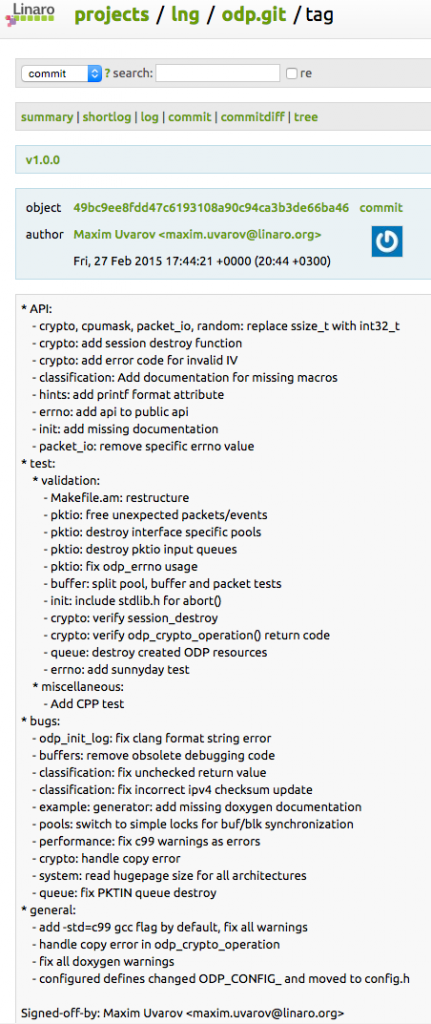 Linaro
projects / lng / odp.git / tag
commit ? search: re
summary | shortlog | log | commit | commitdiff | tree
v1.0.0
object 49bc9ee8fdd47c6193108a90c94ca3b3de66ba46 commit
author Maxim Uvarov <maxim.uvarov@linaro.org>
Fri, 27 Feb 2015 17:44:21 +0000 (20:44 +0300)
* API:
- crypto, cpumask, packet_io, random: replace ssize_t with int32_t
- crypto: add session destroy function
- crypto: add error code for invalid IV
- classification: Add documentation for missing macros
- hints: add printf format attribute
- errno: add api to public api
- init: add missing documentation
- packet_io: remove specific errno value
* test:
* validation:
- Makefile.am: restructure
- pktio: free unexpected packets/events
- pktio: destroy interface specific pools
- pktio: destroy pktio input queues
- pktio: fix odp_errno usage
- buffer: split pool, buffer and packet tests
- init: include stdlib.h for abort()
- crypto: verify session_destroy
- crypto: verify odp_crypto_operation() return code
- queue: destroy created ODP resources
- errno: add sunnyday test
* miscellaneous:
- Add CPP test
* bugs:
- odp_init_log: fix clang format string error
- buffers: remove obsolete debugging code
- classification: fix unchecked return value
- classification: fix incorrect ipv4 checksum update
- example: generator: add missing doxygen documentation
- pools: switch to simple locks for buf/blk synchronization
- performance: fix c99 warnings as errors
- crypto: handle copy error
- system: read hugepage size for all architectures
- queue: fix PKTIN queue destroy
* general:
- add -std=c99 gcc flag by default, fix all warnings
- handle copy error in odp_crypto_operation
- fix all doxygen warnings
- configured defines changed ODP_CONFIG_ and moved to config.h
Signed-off-by: Maxim Uvarov <maxim.uvarov@linaro.org>